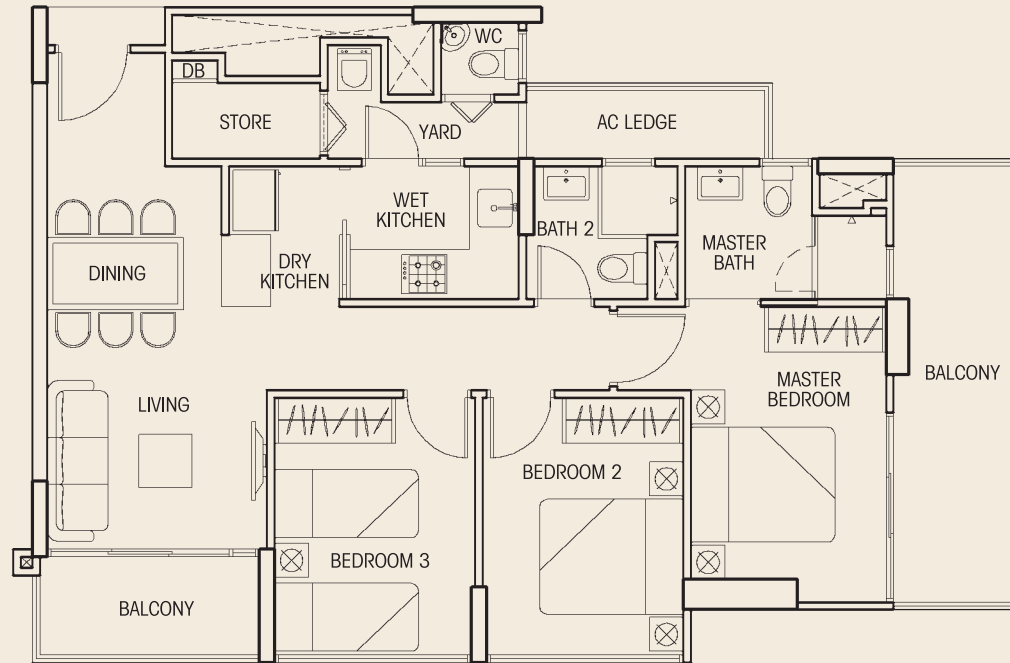 WC
DB
STORE
YARD
AC LEDGE
WET
KITCHEN
BATH 2
MASTER
BATH
DINING
DRY
KITCHEN
LIVING
MASTER
BEDROOM
BALCONY
BEDROOM 2
BEDROOM 3
BALCONY